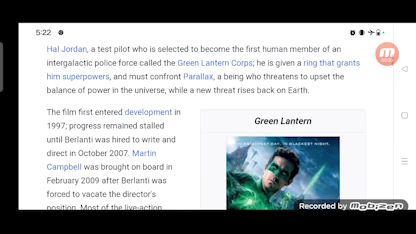 5:22
Hal Jordan, a test pilot who is selected to become the first human member of an
intergalactic police force called the Green Lantern Corps; he is given a ring that grants
him superpowers, and must confront Parallax, a being who threatens to upset the
balance of power in the universe, while a new threat rises back on Earth.
The film first entered development in
1997; progress remained stalled
until Berlanti was hired to write and
direct in October 2007. Martin
Campbell was brought on board in
February 2009 after Berlanti was
forced to vacate the director's
position. Most of the live-action
Green Lantern
DAY, IN BLACKEST NIGHT.
Recorded by MOBIZEN